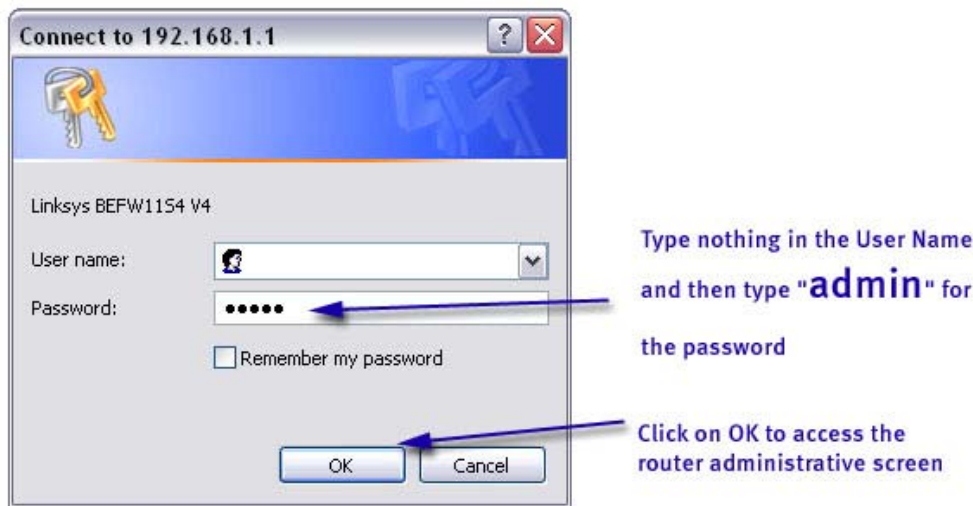 Connect to 192.168.1.1
Linksys BEFW11S4 V4
User name:
Password:
Remember my password
OK
Cancel
Type nothing in the User Name
and then type "admin" for
the password
Click on OK to access the
router administrative screen